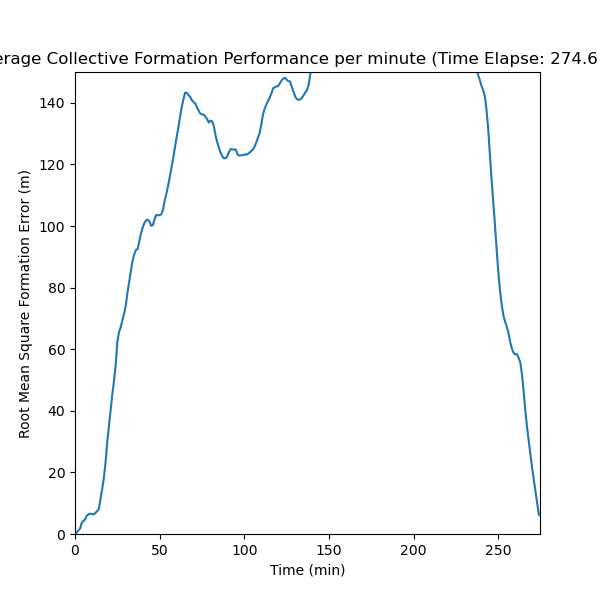 erage Collective Formation Performance per minute (Time Elapse: 274.6
140
120
100
80
60
40
20
0
Root Mean Square Formation Error (m)
0 50 100 150 200 250
Time (min)